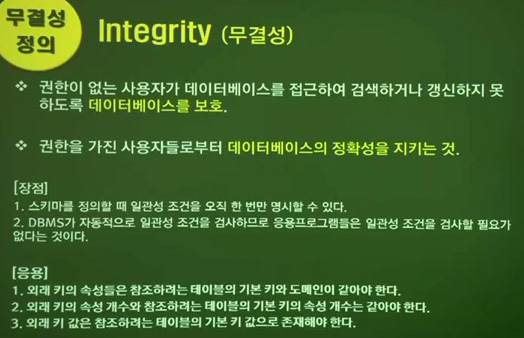 무결성
정의
Integrity (무결성)
❖ 권한이 없는 사용자가 데이터베이스를 접근하여 검색하거나 갱신하지 못
하도록 데이터베이스를 보호.
❖ 권한을 가진 사용자들로부터 데이터베이스의 정확성을 지키는 것.
[장점]
1. 스키마를 정의할 때 일관성 조건을 오직 한 번만 명시할 수 있다.
2. DBMS가 자동적으로 일관성 조건을 검사하므로 응용프로그램들은 일관성 조건을 검사할 필요가
없다는 것이다.
[응용]
1. 외래 키의 속성들은 참조하려는 테이블의 기본 키와 도메인이 같아야 한다.
2. 외래 키의 속성 개수와 참조하려는 테이블의 기본 키의 속성 개수는 같아야 한다.
3. 외래 키 값은 참조하려는 테이블의 기본 키 값으로 존재해야 한다.